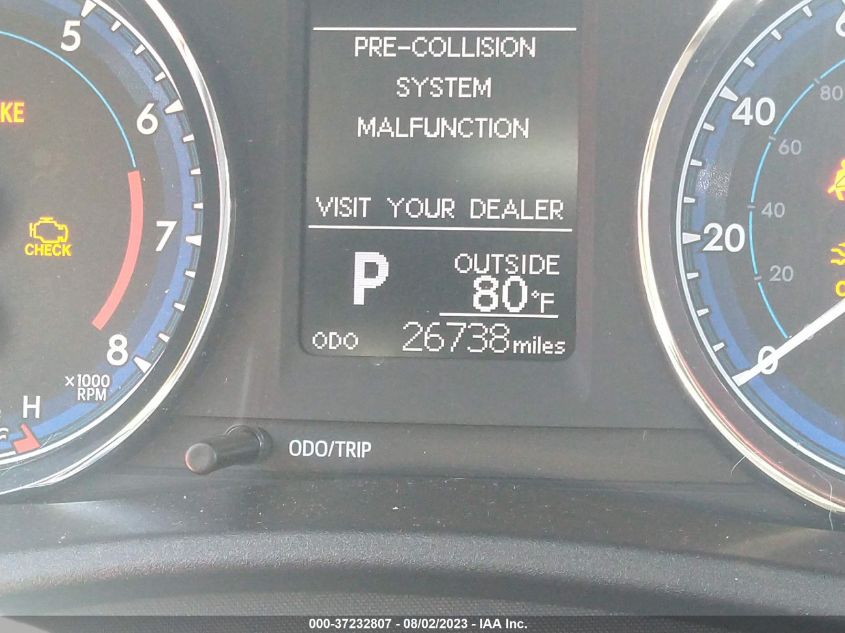 5
6
7
8
x1000
RPM
KE
CHECK
H
PRE-COLLISION
SYSTEM
MALFUNCTION
VISIT YOUR DEALER
P
OUTSIDE
80°F
ODO 26738 miles
ODO/TRIP
40
20
0
80
60
40
20
0
000-37232807 - 08/02/2023 - IAA Inc.